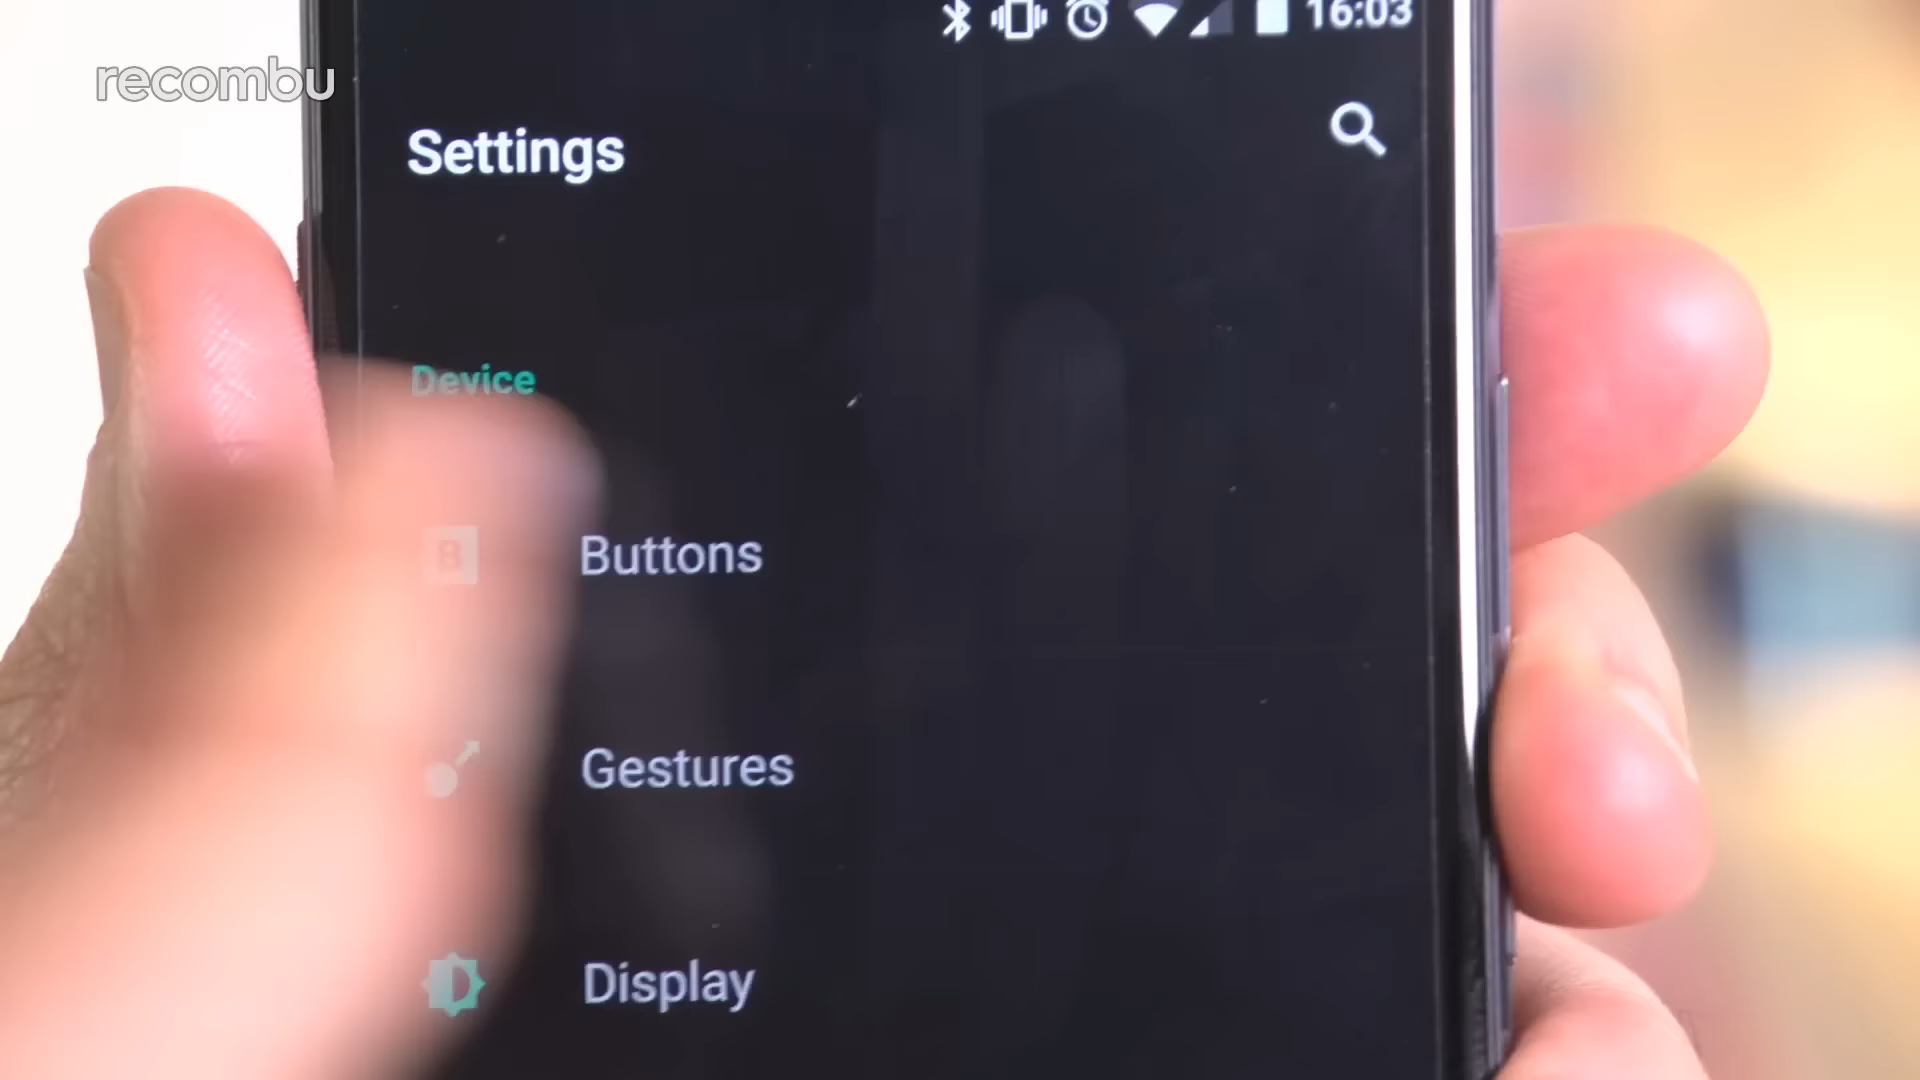 16:03
recombu
Settings
Device
B
Buttons
Gestures
Display